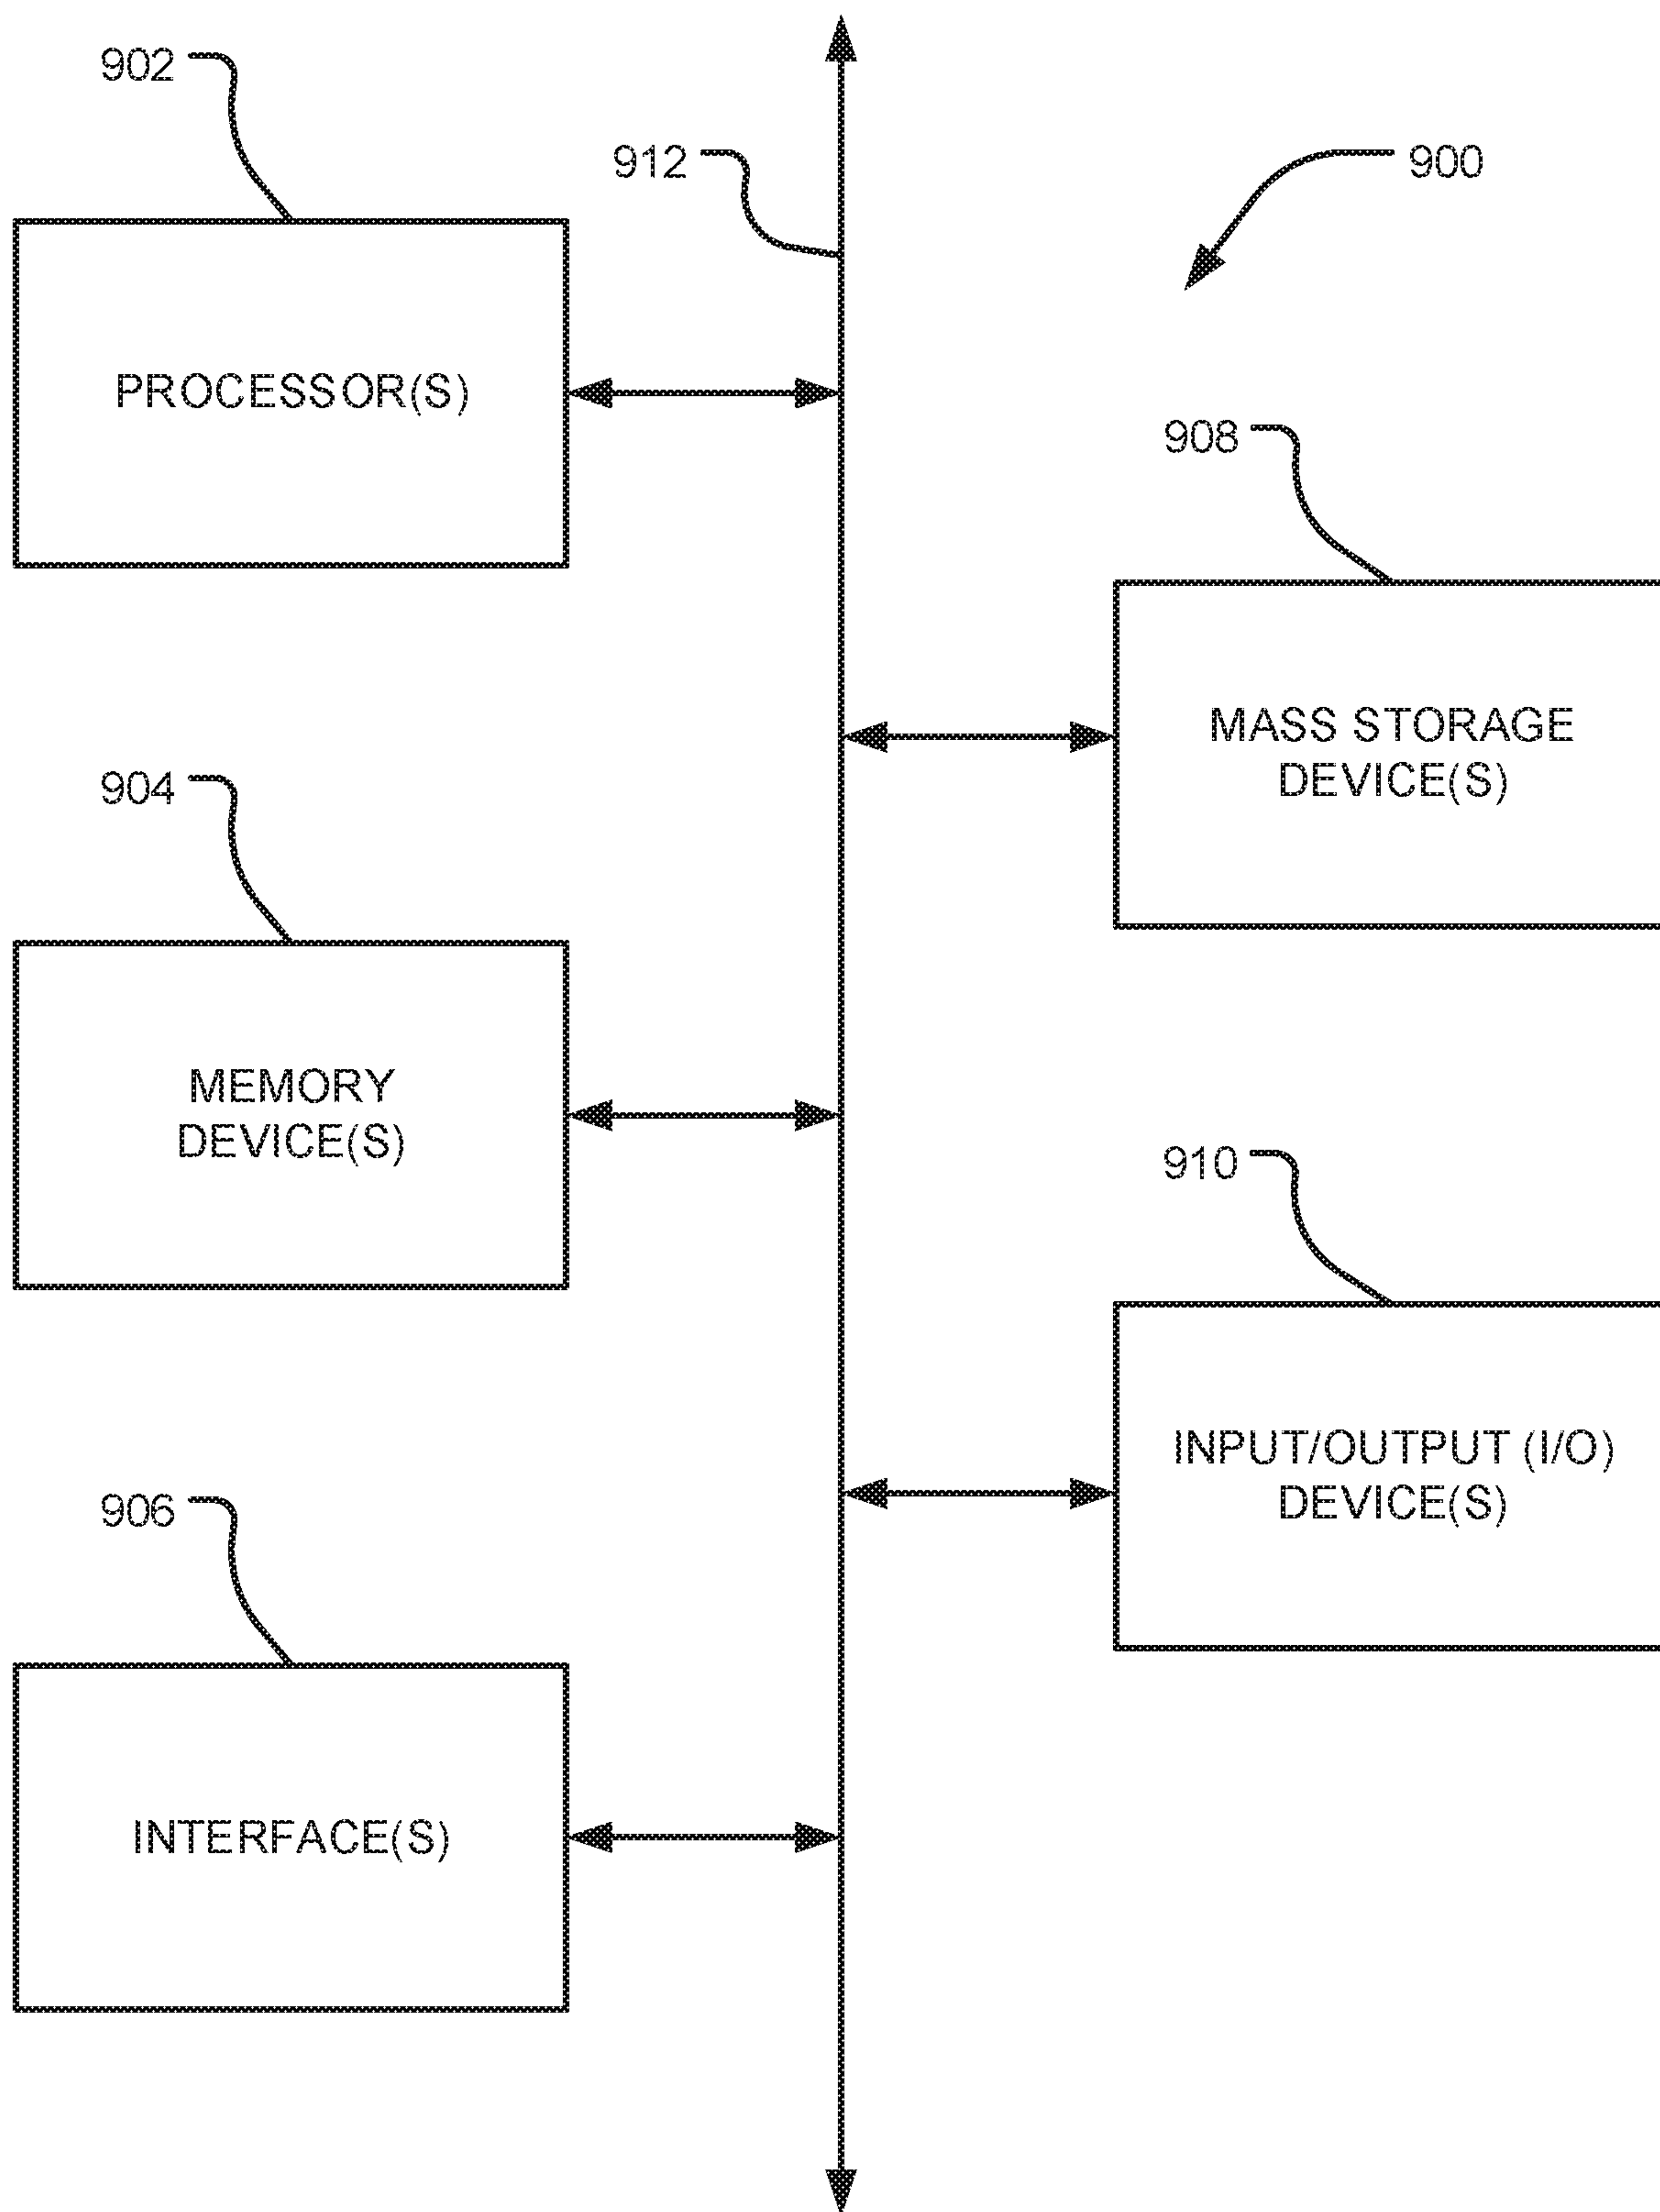 902
912
900
PROCESSOR(S)
908
MASS STORAGE
DEVICE(S)
904
MEMORY
DEVICE(S)
910
INPUT/OUTPUT (I/O)
DEVICE(S)
906
INTERFACE(S)